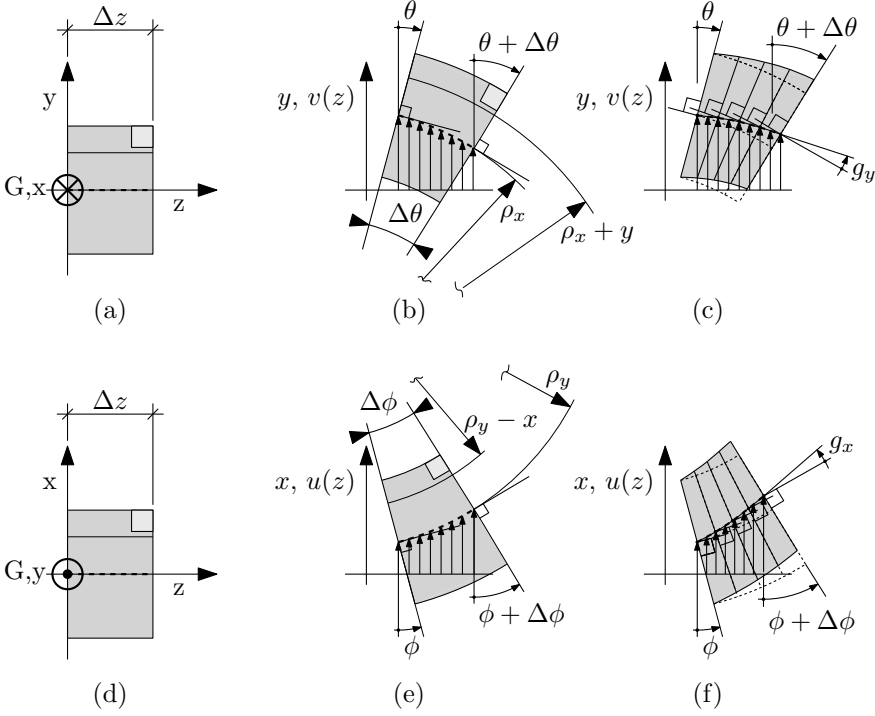 Δz
y
G,x
z
(a)
θ
θ + Δθ
y, v(z)
Δθ
ρ_x
ρ_x + y
(b)
θ
θ + Δθ
y, v(z)
g_y
(c)
Δz
x
G,y
z
(d)
Δφ
ρ_y
ρ_y − x
x, u(z)
φ + Δφ
φ
(e)
g_x
x, u(z)
φ + Δφ
φ
(f)